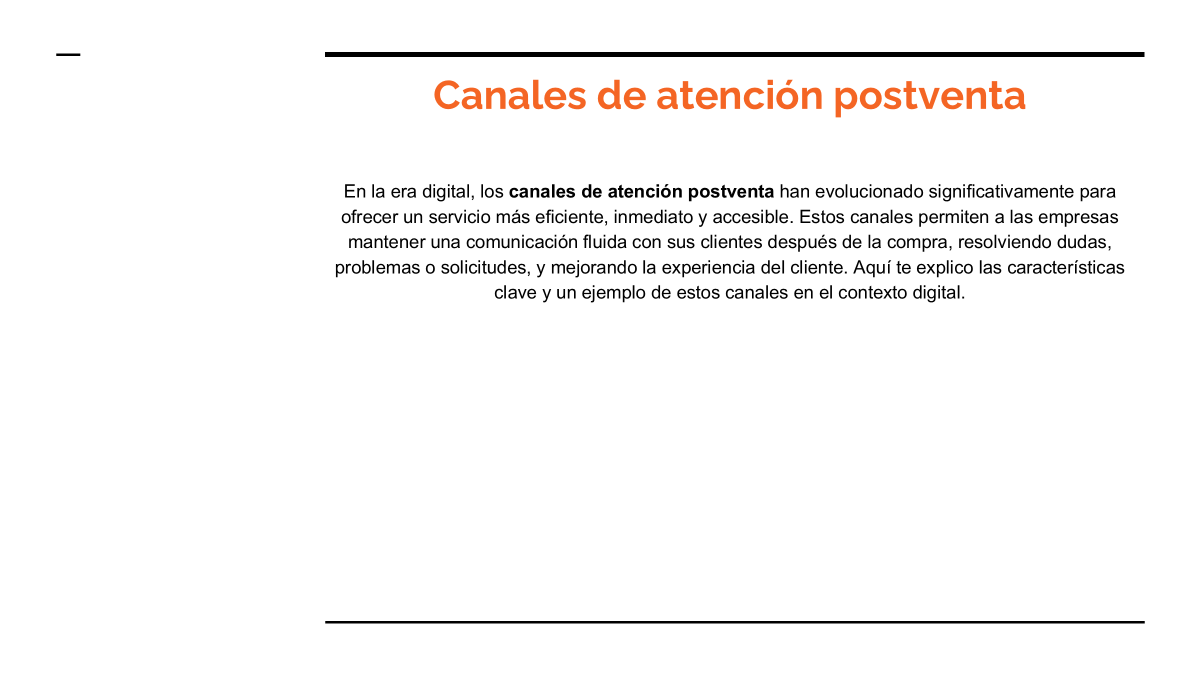 Canales de atención postventa
En la era digital, los canales de atención postventa han evolucionado significativamente para
ofrecer un servicio más eficiente, inmediato y accesible. Estos canales permiten a las empresas
mantener una comunicación fluida con sus clientes después de la compra, resolviendo dudas,
problemas o solicitudes, y mejorando la experiencia del cliente. Aquí te explico las características
clave y un ejemplo de estos canales en el contexto digital.